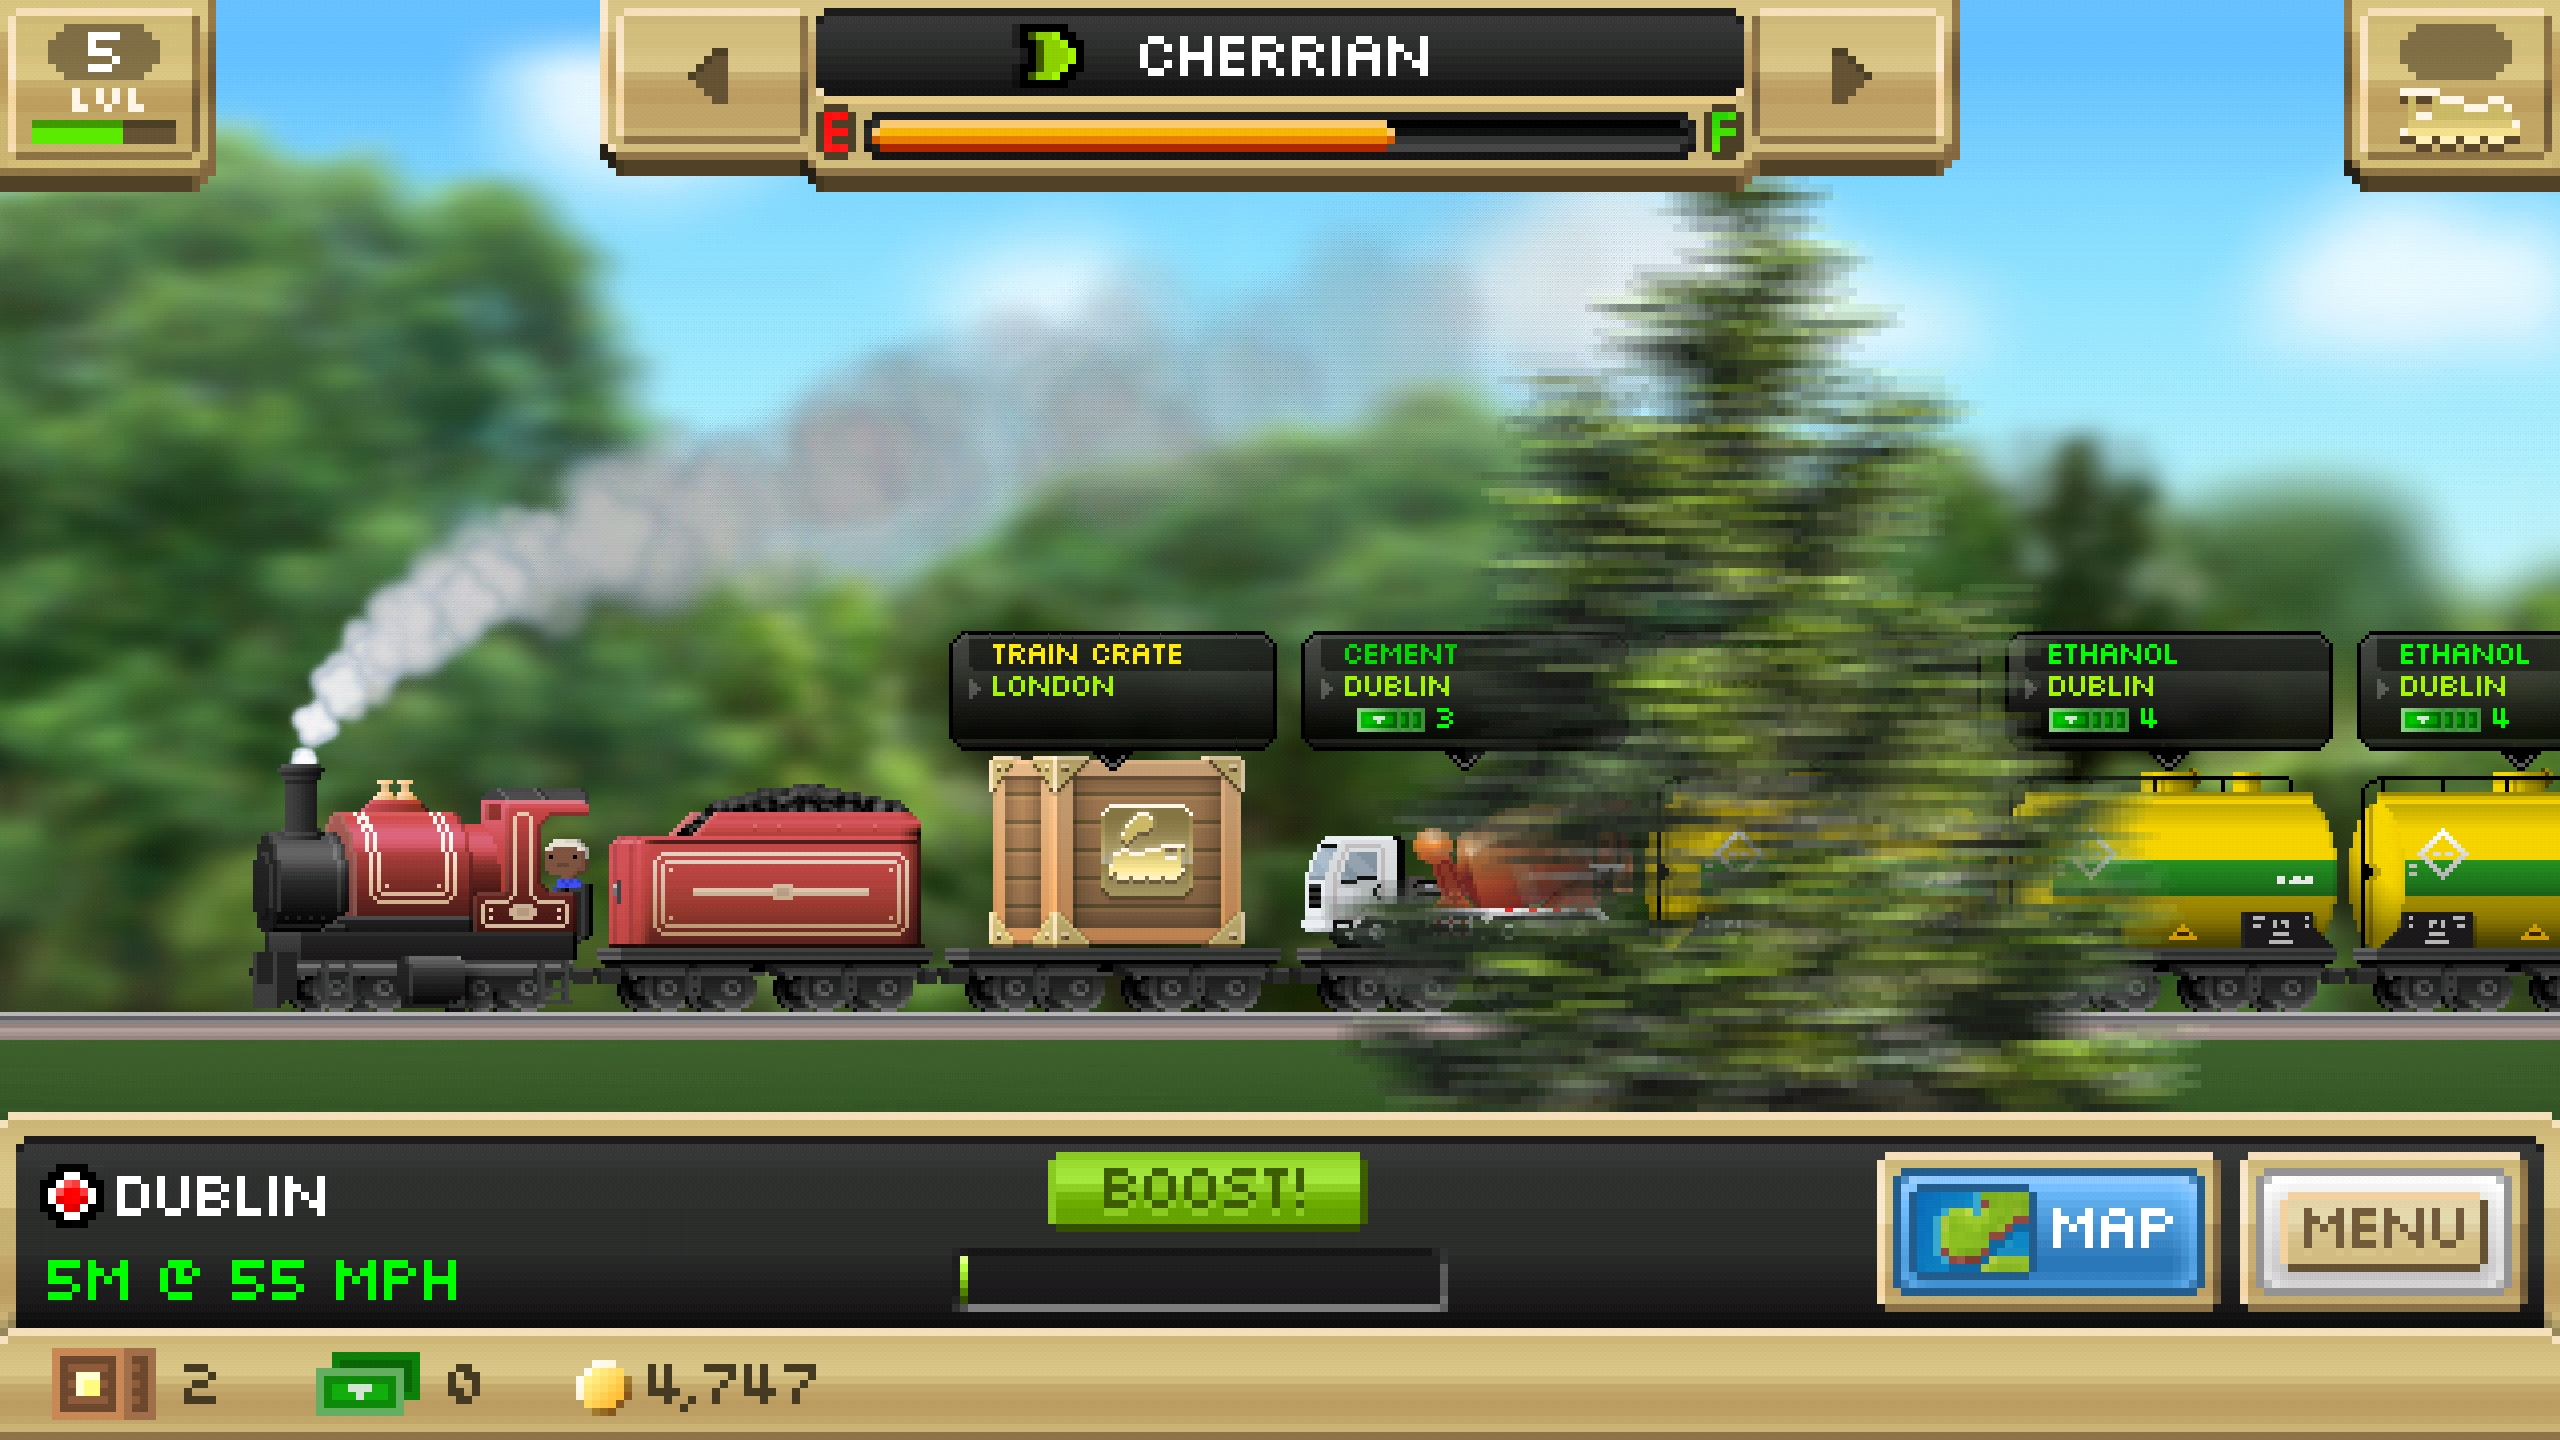 5
LVL
CHERRIAN
E
F
TRAIN CRATE
LONDON
CEMENT
DUBLIN
3
ETHANOL
DUBLIN
4
ETHANOL
DUBLIN
4
DUBLIN
5M @ 55 MPH
BOOST!
MAP
MENU
2
0
4,747